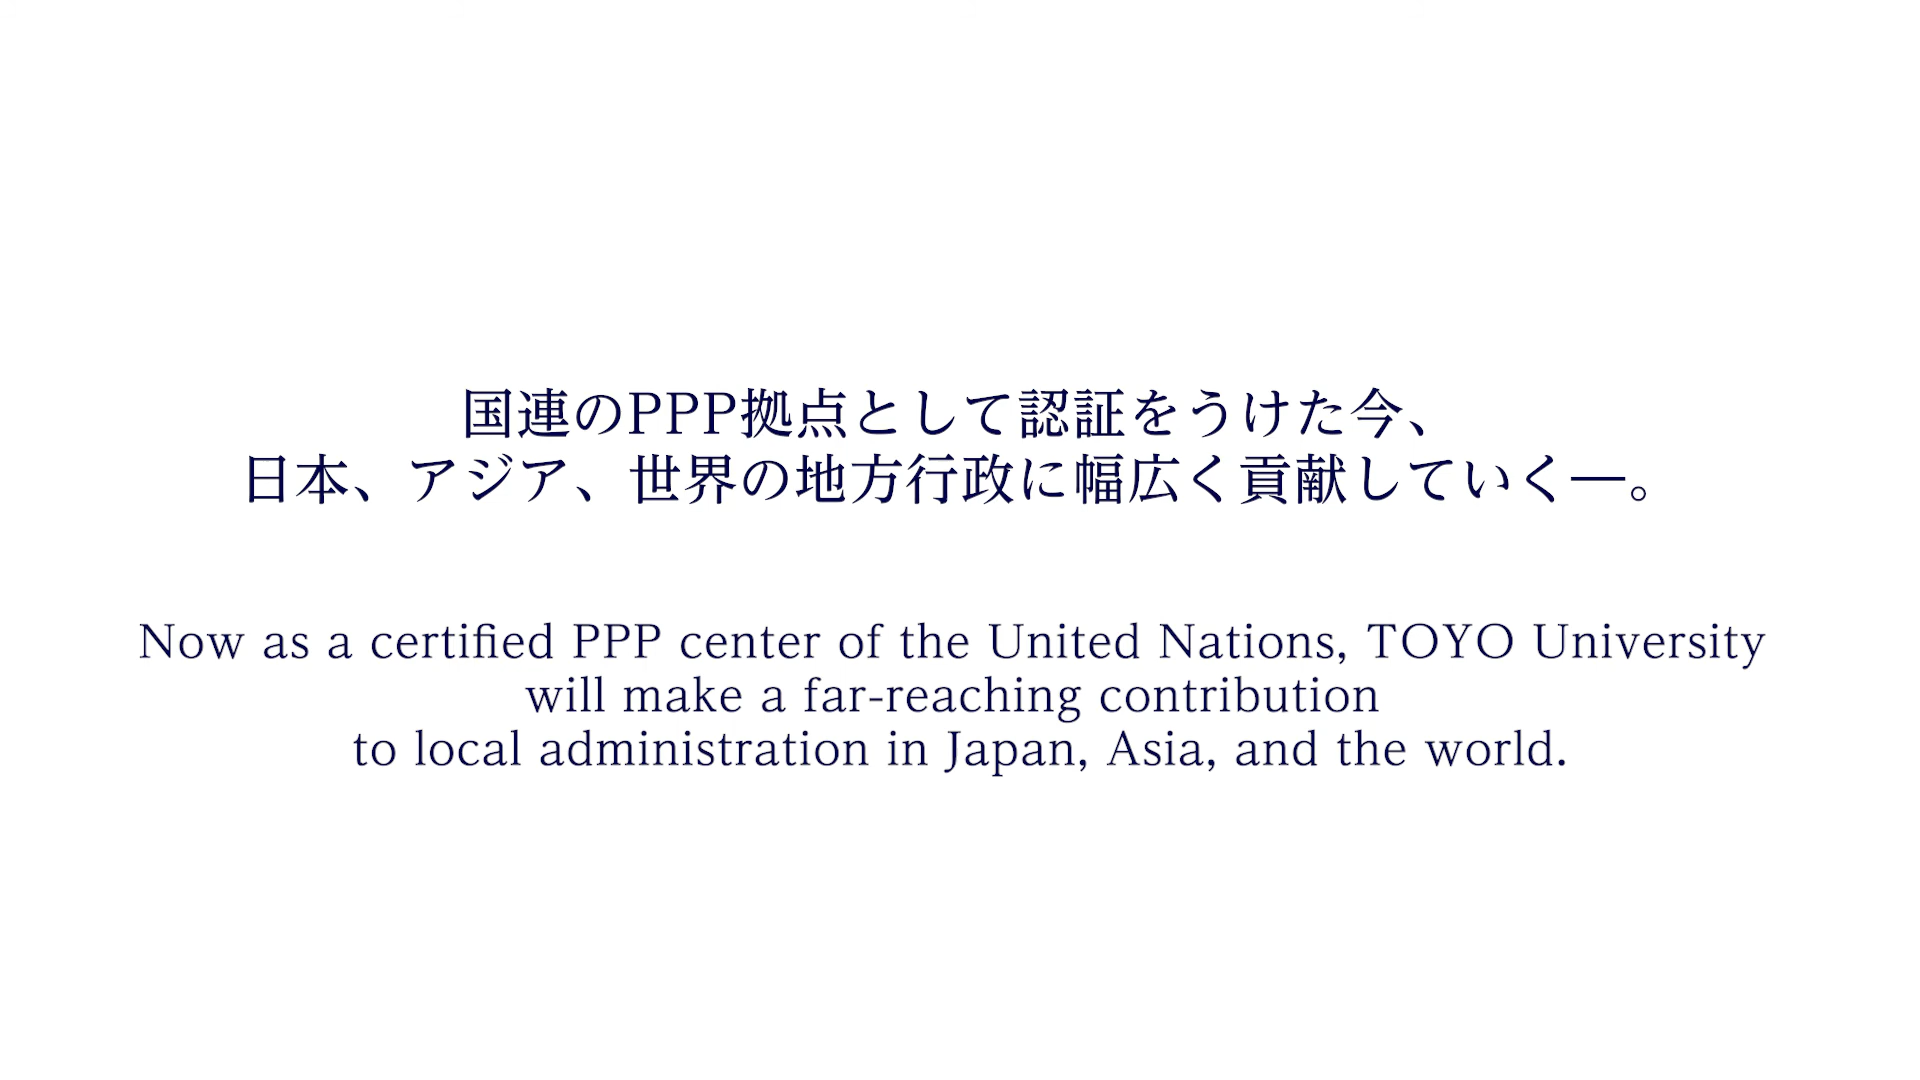 国連のPPP拠点として認証をうけた今、
日本、アジア、世界の地方行政に幅広く貢献していく―。
Now as a certified PPP center of the United Nations, TOYO University
will make a far-reaching contribution
to local administration in Japan, Asia, and the world.